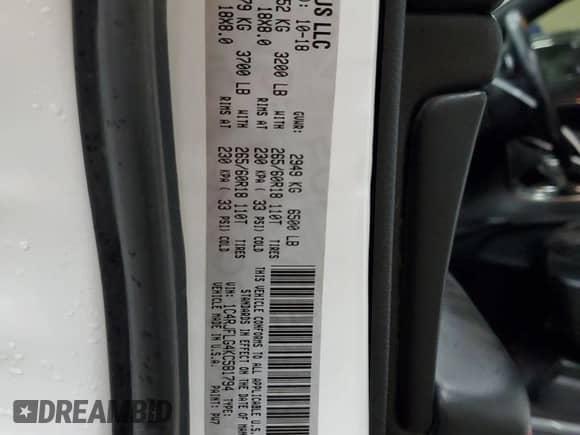 US LLC
: 10-18 GVWR: 2949 KG 6500 LB
52 KG 3200 LB WITH 265/60R18 110T TIRES
18X8.0 RIMS AT 230 KPA ( 33 PSI) COLD
79 KG 3700 LB WITH 265/60R18 110T TIRES
18X8.0 RIMS AT 230 KPA ( 33 PSI) COLD
THIS VEHICLE CONFORMS TO
STANDARDS IN EFFECT ON
ALL APPLICABLE U.S.
THE DATE OF MAN
VIN: 1C4RJFLG4KC581794 TYPE:
VEHICLE MADE IN U.S.A. PAINT: PW7
DREAMBID